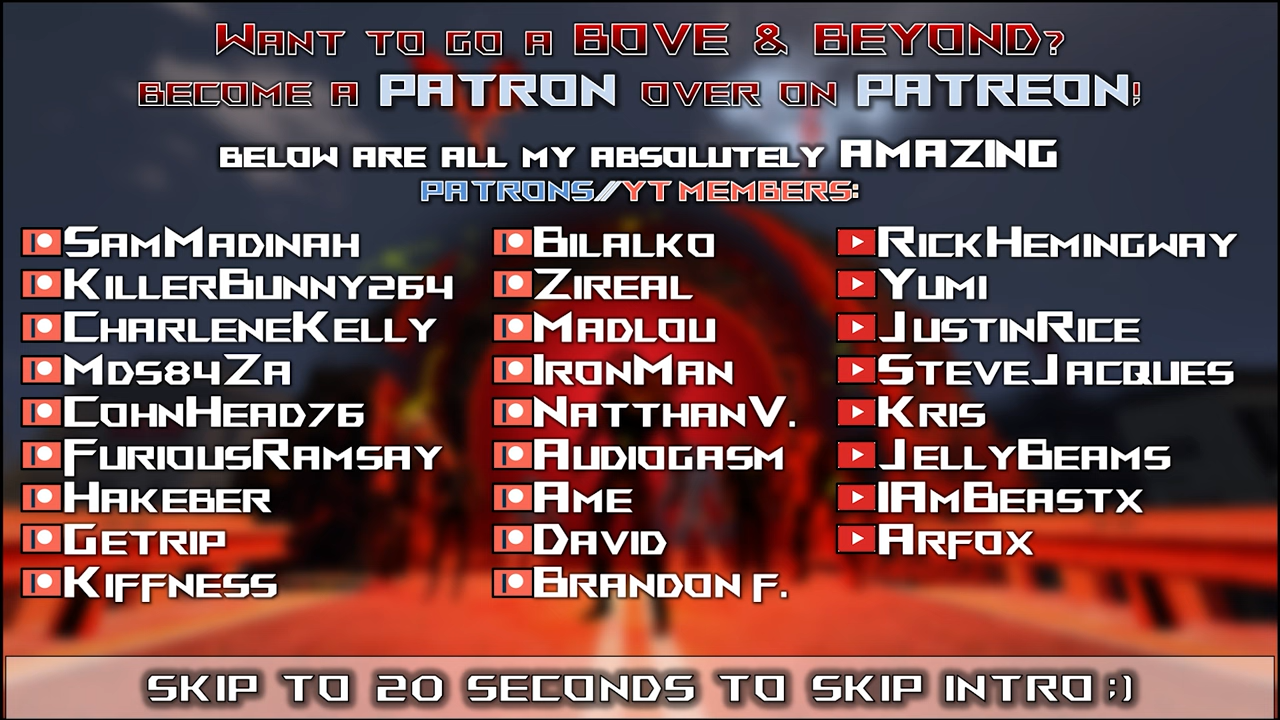 WANT TO GO A BOVE & BEYOND?
BECOME A PATRON OVER ON PATREON!
BELOW ARE ALL MY ABSOLUTELY AMAZING
PATRONS//YT MEMBERS:
SAMMADINAH
KILLERBUNNY264
CHARLENEKELLY
MDS84ZA
COHNHEAD76
FURIOUSRAMSAY
HAKEBER
GETRIP
KIFFNESS
BILALKO
ZIREAL
MADLOU
IRONMAN
NATTHANV.
AUDIOGASM
AME
DAVID
BRANDON F.
RICKHEMINGWAY
YUMI
JUSTINRICE
STEVEJACQUES
KRIS
JELLYBEAMS
IAMBEASTX
ARFOX
SKIP TO 20 SECONDS TO SKIP INTRO ;)